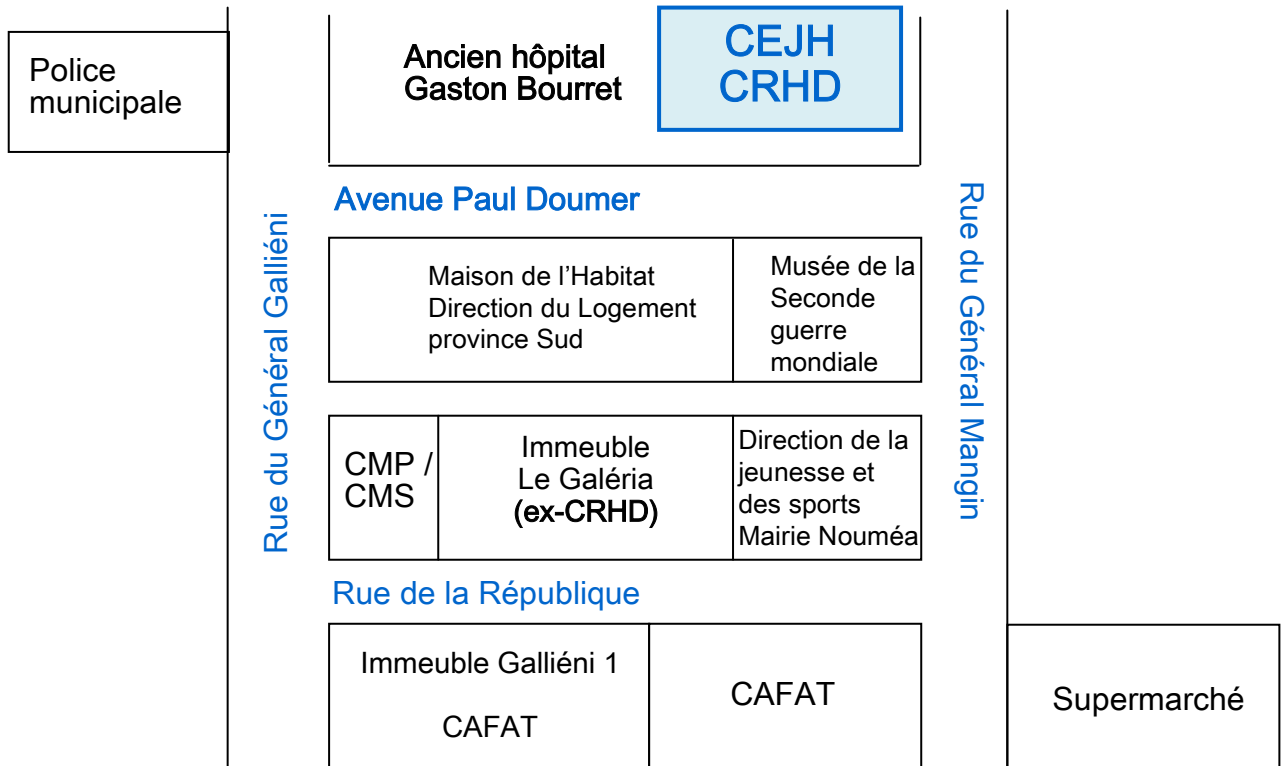 Police
municipale
Ancien hôpital
Gaston Bourret
CEJH
CRHD
Avenue Paul Doumer
Rue du Général Galliéni
Rue du Général Mangin
Maison de l’Habitat
Direction du Logement
province Sud
Musée de la
Seconde
guerre
mondiale
CMP /
CMS
Immeuble
Le Galéria
(ex-CRHD)
Direction de la
jeunesse et
des sports
Mairie Nouméa
Rue de la République
Immeuble Galliéni 1
CAFAT
CAFAT
Supermarché